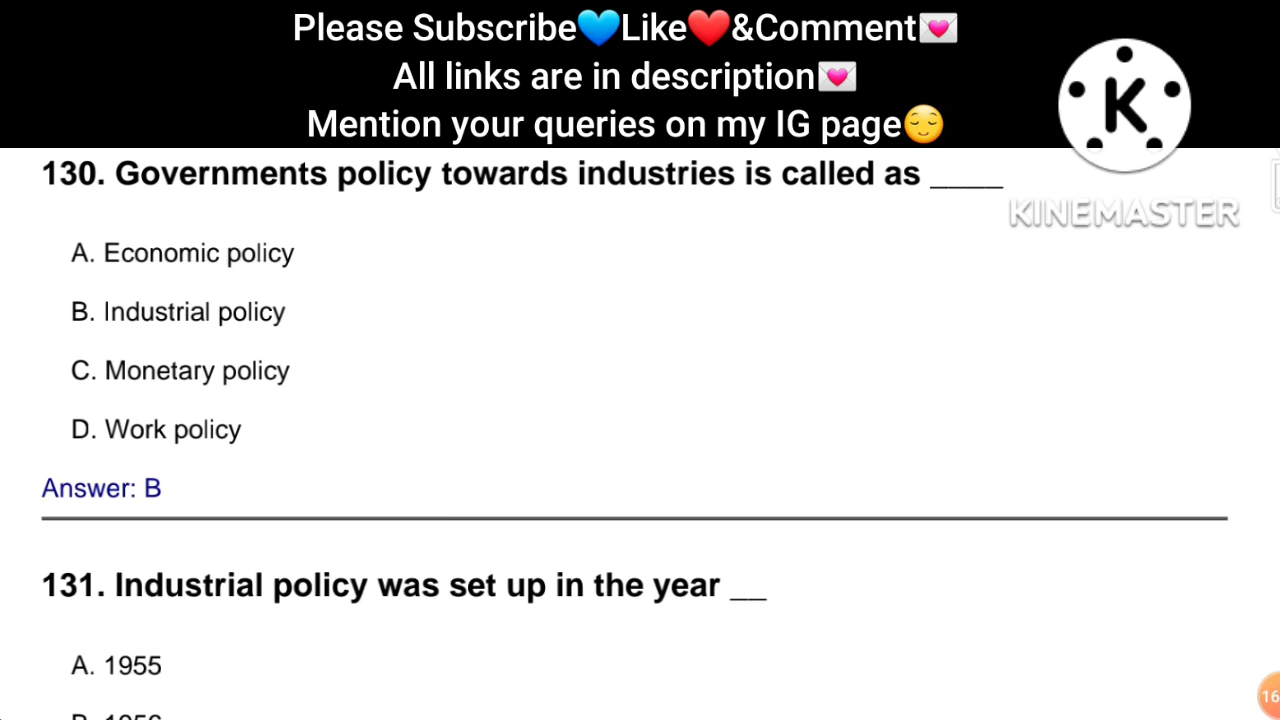 Please Subscribe💙Like❤️&Comment💌
All links are in description💌
Mention your queries on my IG page😌
K
KINEMASTER
130. Governments policy towards industries is called as ____
A. Economic policy
B. Industrial policy
C. Monetary policy
D. Work policy
Answer: B
131. Industrial policy was set up in the year __
A. 1955
16